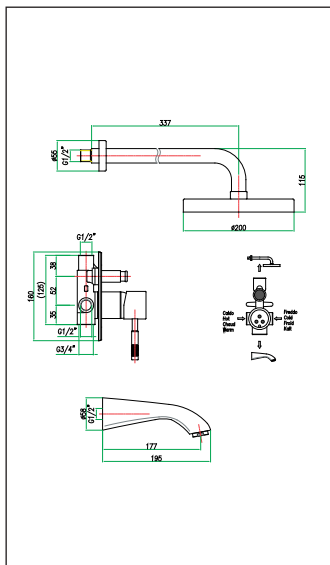 337
ø55
G1/2"
115
ø200
G1/2"
160
(125)
38
52
35
G1/2"
G3/4"
Caldo
Hot
Chaud
Warm
Freddo
Cold
Froid
Kalt
ø58
G1/2"
177
195